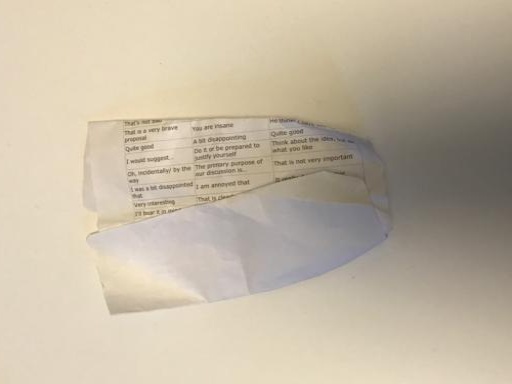 That's not bad
That is a very brave
proposal
You are insane
Quite good
A bit disappointing
Quite good
I would suggest..
Do it or be prepared to
justify yourself
Think about the idea,
what you like
Oh, incidentally/ by the
way
The primary purpose of
our discussion is..
That is not very important
I was a bit disappointed
that
I am annoyed that
Very interesting
That is
I'll bear it in